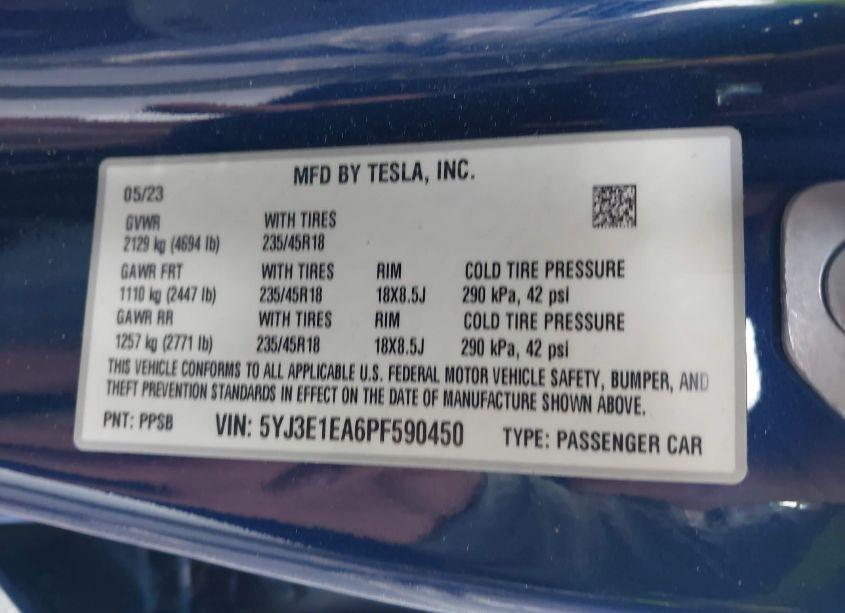 MFD BY TESLA, INC.
05/23
GVWR WITH TIRES
2129 kg (4694 lb) 235/45R18
GAWR FRT WITH TIRES RIM COLD TIRE PRESSURE
1110 kg (2447 lb) 235/45R18 18X8.5J 290 kPa, 42 psi
GAWR RR WITH TIRES RIM COLD TIRE PRESSURE
1257 kg (2771 lb) 235/45R18 18X8.5J 290 kPa, 42 psi
THIS VEHICLE CONFORMS TO ALL APPLICABLE U.S. FEDERAL MOTOR VEHICLE SAFETY, BUMPER, AND
THEFT PREVENTION STANDARDS IN EFFECT ON THE DATE OF MANUFACTURE SHOWN ABOVE.
PNT: PPSB VIN: 5YJ3E1EA6PF590450 TYPE: PASSENGER CAR